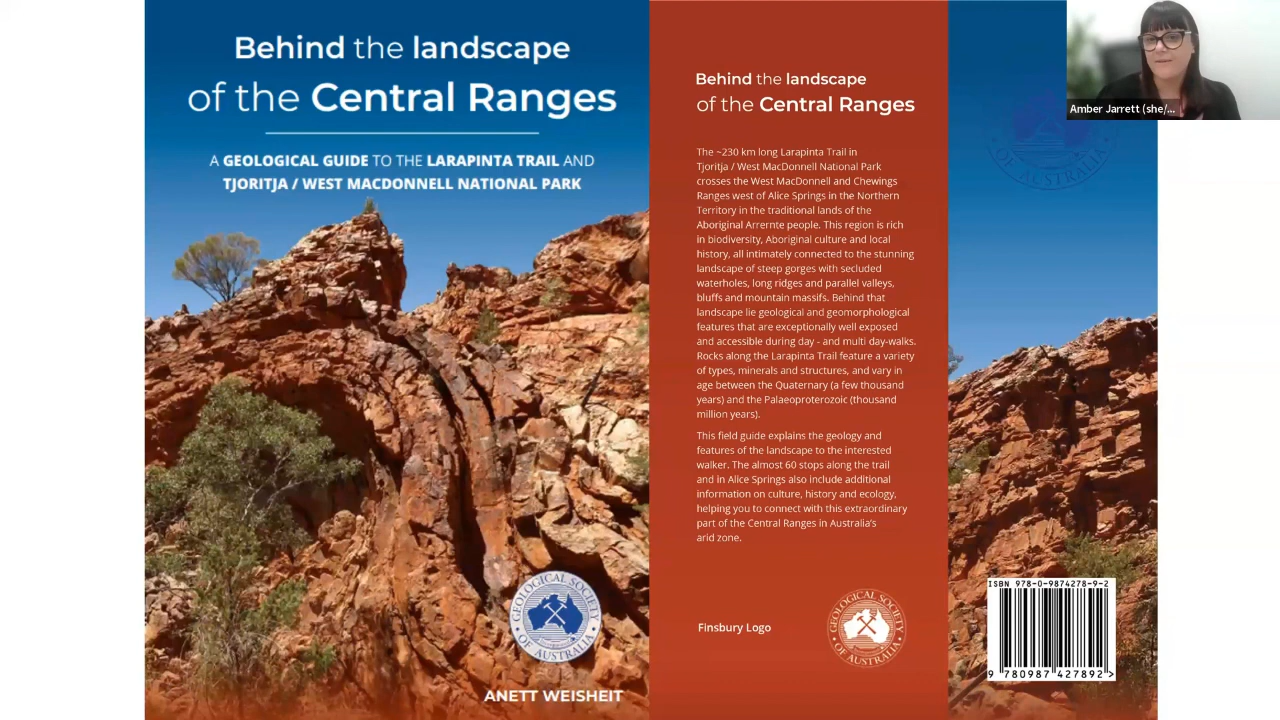 Behind the landscape
of the Central Ranges
A GEOLOGICAL GUIDE TO THE LARAPINTA TRAIL AND
TJORITJA / WEST MACDONNELL NATIONAL PARK
GEOLOGICAL SOCIETY
OF AUSTRALIA
ANETT WEISHEIT
Behind the landscape
of the Central Ranges
The ~230 km long Larapinta Trail in
Tjoritja / West MacDonnell National Park
crosses the West MacDonnell and Chewings
Ranges west of Alice Springs in the Northern
Territory in the traditional lands of the
Aboriginal Arrernte people. This region is rich
in biodiversity, Aboriginal culture and local
history, all intimately connected to the stunning
landscape of steep gorges with secluded
waterholes, long ridges and parallel valleys,
bluffs and mountain massifs. Behind that
landscape lie geological and geomorphological
features that are exceptionally well exposed
and accessible during day - and multi day-walks.
Rocks along the Larapinta Trail feature a variety
of types, minerals and structures, and vary in
age between the Quaternary (a few thousand
years) and the Palaeoproterozoic (thousand
million years).
This field guide explains the geology and
features of the landscape to the interested
walker. The almost 60 stops along the trail
and in Alice Springs also include additional
information on culture, history and ecology,
helping you to connect with this extraordinary
part of the Central Ranges in Australia's
arid zone.
Finsbury Logo
GEOLOGICAL SOCIETY
OF AUSTRALIA
Amber Jarrett (she/...
OF AUSTRALIA
ISBN 978-0-9874278-9-2
9 780987 427892 >